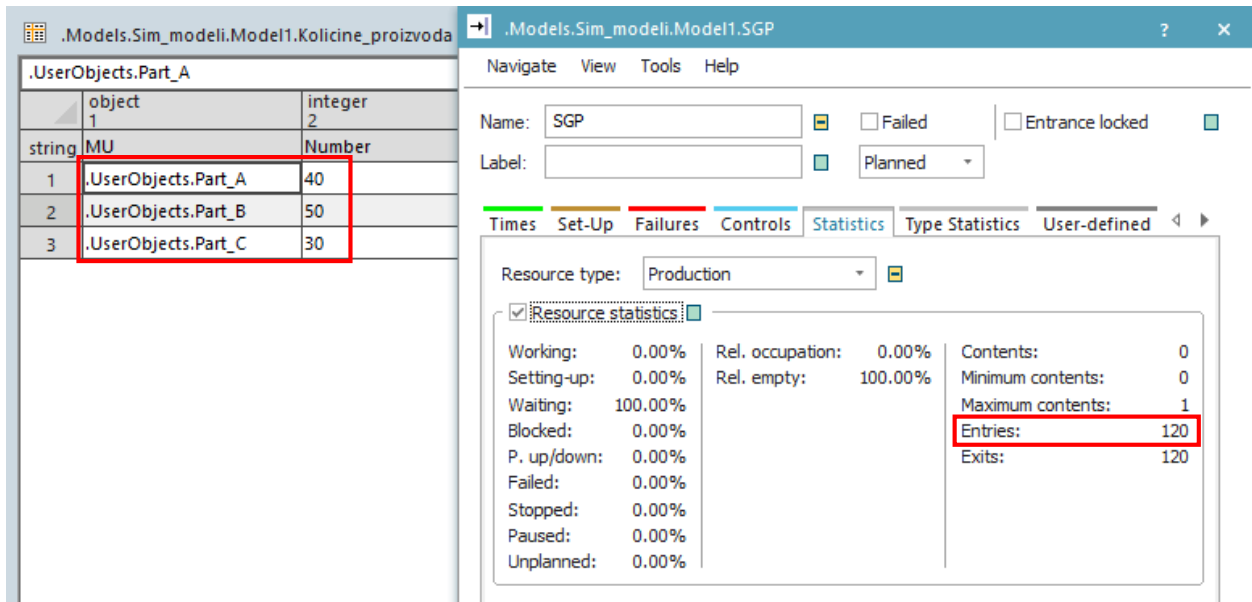 .Models.Sim_modeli.Model1.Kolicine_proizvoda
.UserObjects.Part_A
object integer
1 2
string MU Number
1 .UserObjects.Part_A 40
2 .UserObjects.Part_B 50
3 .UserObjects.Part_C 30
.Models.Sim_modeli.Model1.SGP ? ×
Navigate View Tools Help
Name: SGP Failed Entrance locked
Label: Planned
Times Set-Up Failures Controls Statistics Type Statistics User-defined
Resource type: Production
Resource statistics
Working: 0.00% Rel. occupation: 0.00% Contents: 0
Setting-up: 0.00% Rel. empty: 100.00% Minimum contents: 0
Waiting: 100.00% Maximum contents: 1
Blocked: 0.00% Entries: 120
P. up/down: 0.00% Exits: 120
Failed: 0.00%
Stopped: 0.00%
Paused: 0.00%
Unplanned: 0.00%